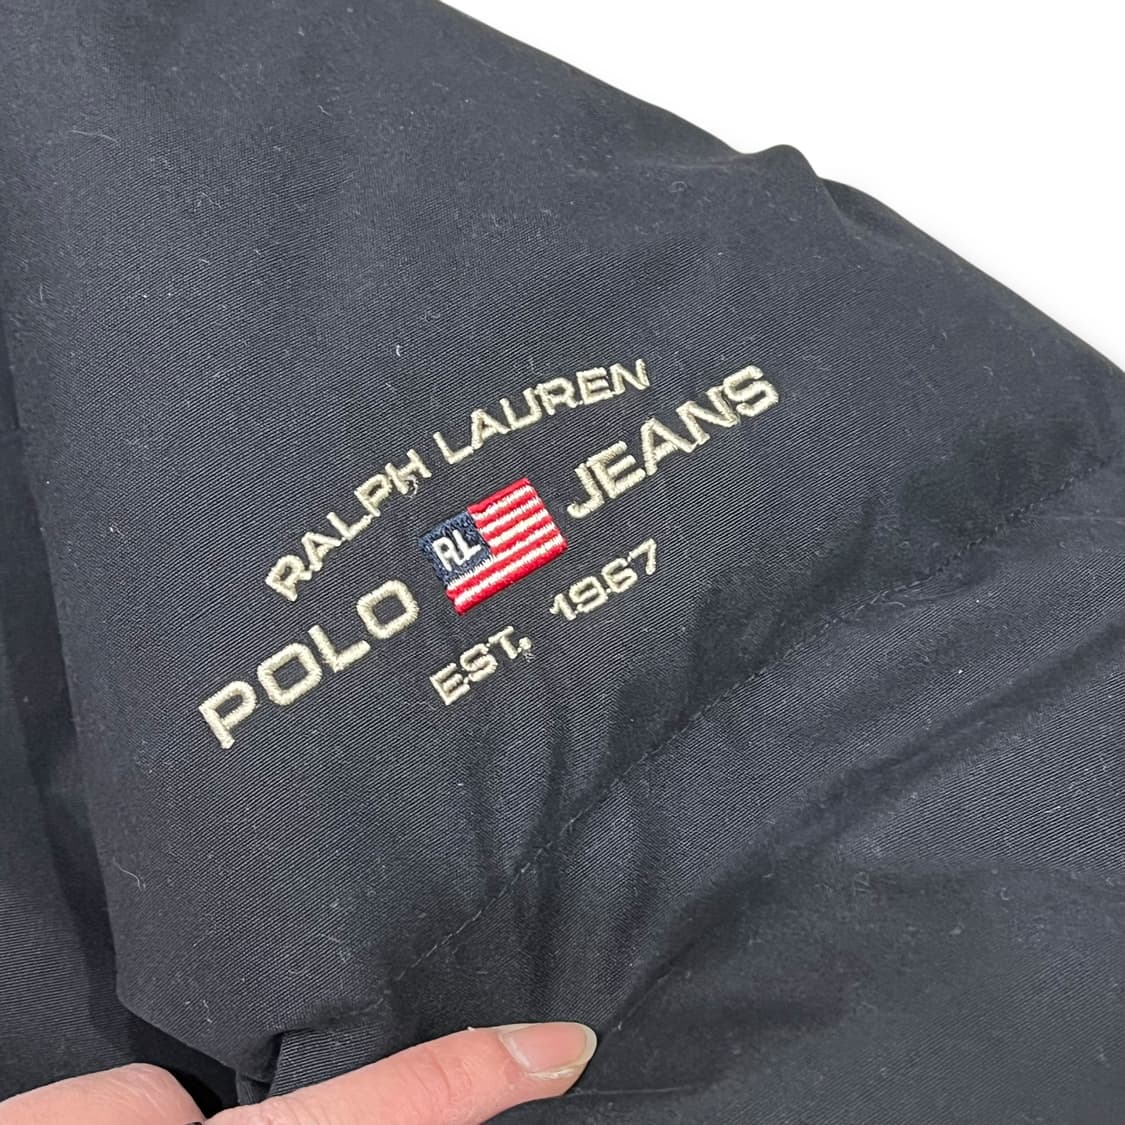 RALPH LAUREN
POLO RL JEANS
EST. 1967